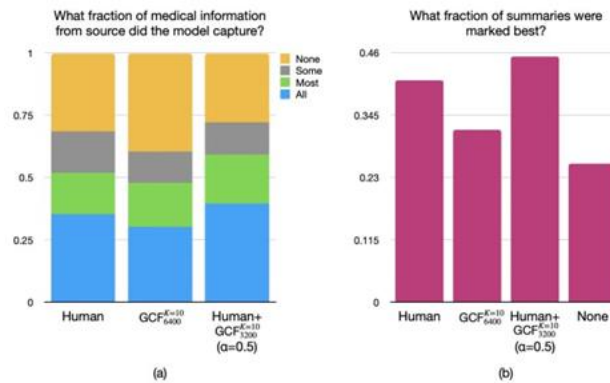 What fraction of medical information
from source did the model capture?
1
0.75
0.5
0.25
0
None
Some
Most
All
Human
GCF^{K=10}_{6400}
Human+
GCF^{K=10}_{3200}
(α=0.5)
(a)
What fraction of summaries were
marked best?
0.46
0.345
0.23
0.115
0
Human
GCF^{K=10}_{6400}
Human+
GCF^{K=10}_{3200}
(α=0.5)
None
(b)